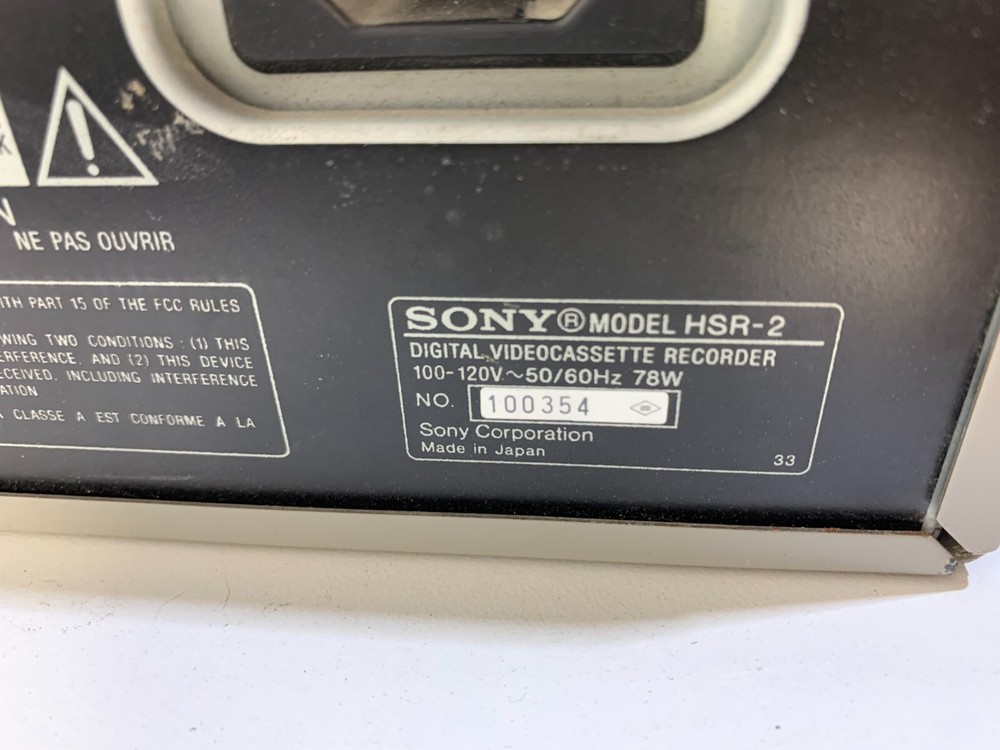 K
N
NE PAS OUVRIR
ITH PART 15 OF THE FCC RULES
WING TWO CONDITIONS : (1) THIS
ERFERENCE, AND (2) THIS DEVICE
CEIVED, INCLUDING INTERFERENCE
ATION
CLASSE A EST CONFORME A LA
SONY® MODEL HSR-2
DIGITAL VIDEOCASSETTE RECORDER
100-120V~50/60Hz 78W
NO. 100354
Sony Corporation
Made in Japan
33